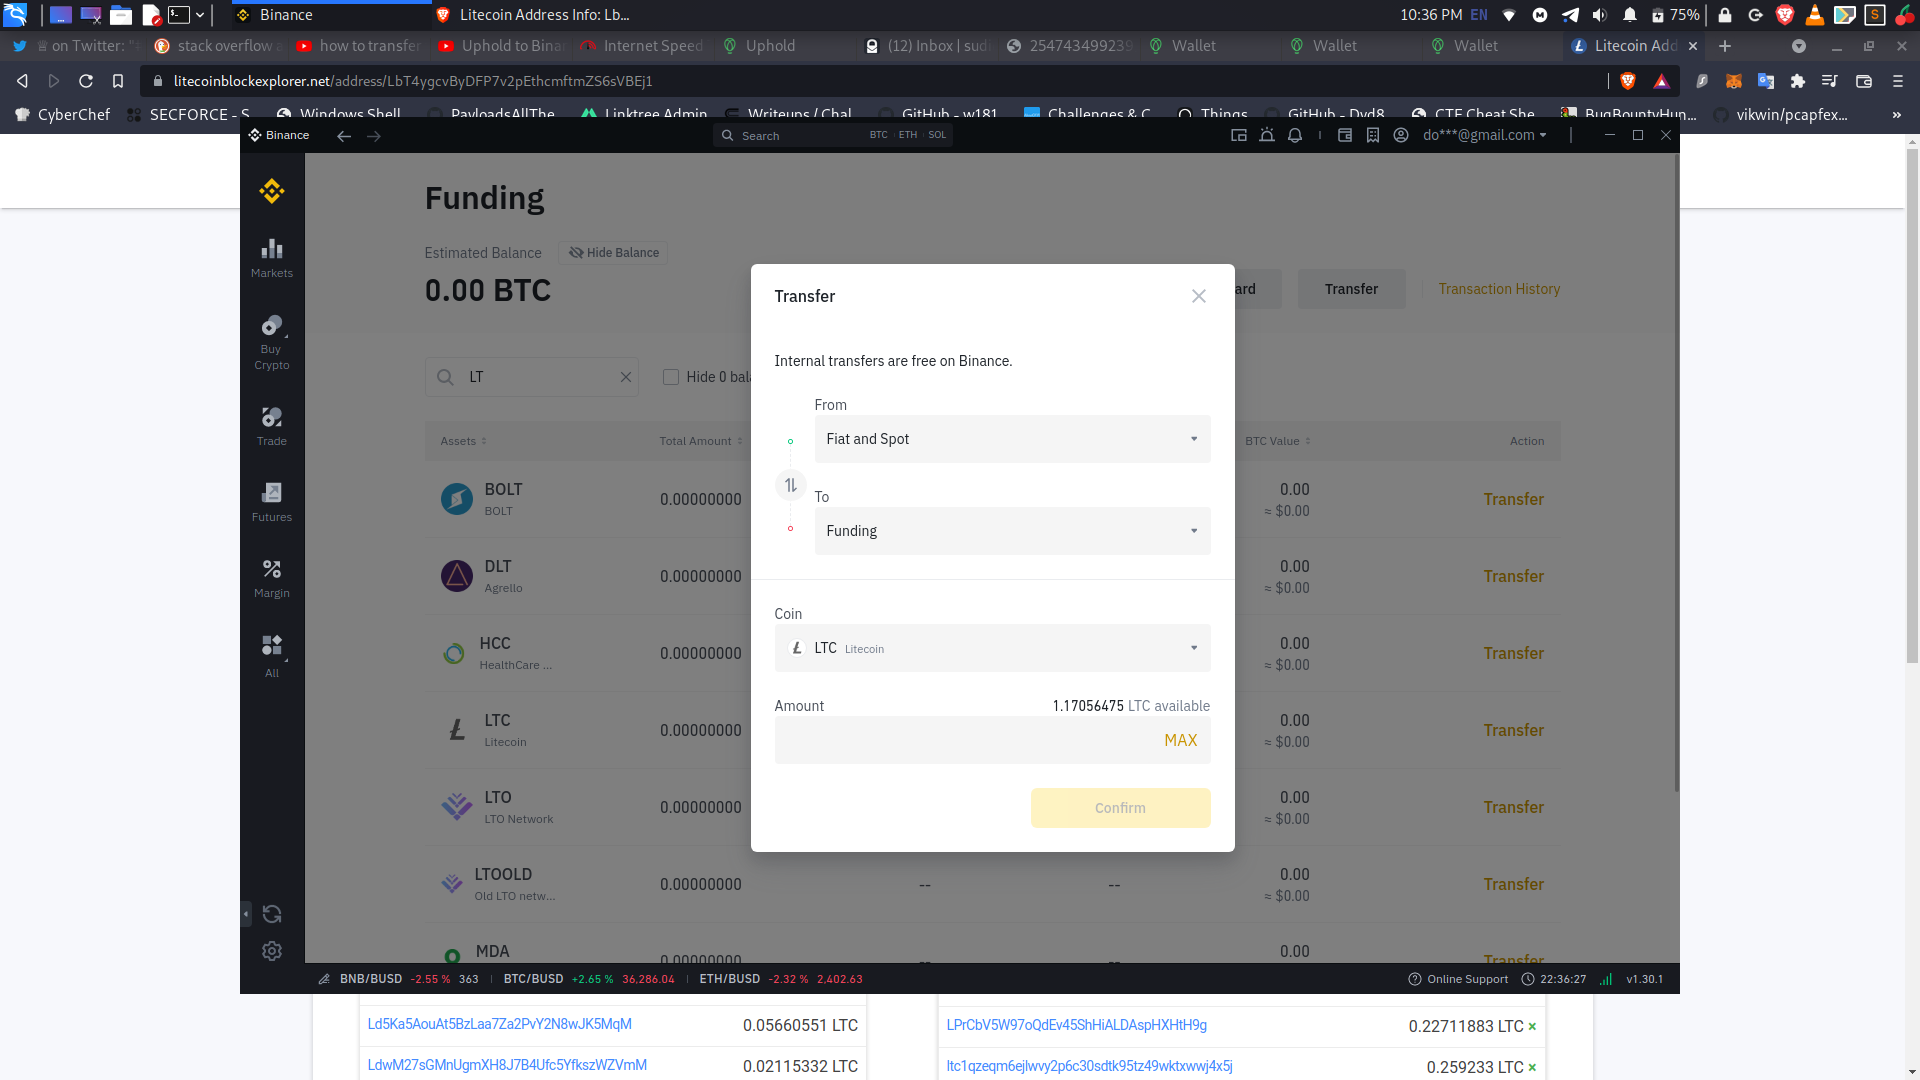 Binance
Litecoin Address Info: Lb...
10:36 PM
EN
75%
on Twitter: "
stack overflow a
how to transfer
Uphold to Binan
Internet Speed
Uphold
(12) Inbox | sud
254743499239
Wallet
Wallet
Wallet
Litecoin Add
litecoinblockexplorer.net/address/LbT4ygcvByDFP7v2pEthcmftmZS6sVBEj1
CyberChef
SECFORCE - S
Windows Shell
PayloadsAllThe
Linktree Admin
Writeups / Chal
GitHub - w181
Challenges & C
Things
GitHub - Dvd8
CTF Cheat She
BugBountyHun...
vikwin/pcapfex...
»
Binance
Search
BTC
ETH
SOL
do***@gmail.com
Markets
Buy
Crypto
Trade
Futures
Margin
All
Funding
Estimated Balance
Hide Balance
0.00 BTC
ard
Transfer
Transaction History
LT
Hide 0 bala
Assets
Total Amount
BTC Value
Action
BOLT
BOLT
0.00000000
0.00
≈ $0.00
Transfer
DLT
Agrello
0.00000000
0.00
≈ $0.00
Transfer
HCC
HealthCare ...
0.00000000
0.00
≈ $0.00
Transfer
LTC
Litecoin
0.00000000
0.00
≈ $0.00
Transfer
LTO
LTO Network
0.00000000
0.00
≈ $0.00
Transfer
LTOOLD
Old LTO netw...
0.00000000
--
--
0.00
≈ $0.00
Transfer
MDA
0.00000000
--
--
0.00
Transfer
Transfer
Internal transfers are free on Binance.
From
Fiat and Spot
To
Funding
Coin
LTC Litecoin
Amount
1.17056475 LTC available
MAX
Confirm
BNB/BUSD -2.55 % 363
BTC/BUSD +2.65 % 36,286.04
ETH/BUSD -2.32 % 2,402.63
Online Support
22:36:27
v1.30.1
Ld5Ka5AouAt5BzLaa7Za2PvY2N8wJK5MqM
0.05660551 LTC
LPrCbV5W97oQdEv45ShHiALDAspHXHtH9g
0.22711883 LTC ×
LdwM27sGMnUgmXH8J7B4Ufc5YfkszWZVmM
0.02115332 LTC
ltc1qzeqm6ejlwvy2p6c30sdtk95tz49wktxwwj4x5j
0.259233 LTC ×